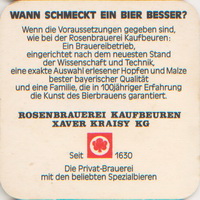 WANN SCHMECKT EIN BIER BESSER?
Wenn die Voraussetzungen gegeben sind,
wie bei der Rosenbrauerei Kaufbeuren:
Ein Brauereibetrieb,
eingerichtet nach dem neuesten Stand
der Wissenschaft und Technik,
eine exakte Auswahl erlesener Hopfen und Malze
bester bayerischer Qualität
und eine Familie, die in 100jähriger Erfahrung
die Kunst des Bierbrauens garantiert.
ROSENBRAUEREI KAUFBEUREN
XAVER KRAISY KG
Seit 1630
Die Privat-Brauerei
mit den beliebten Spezialbieren